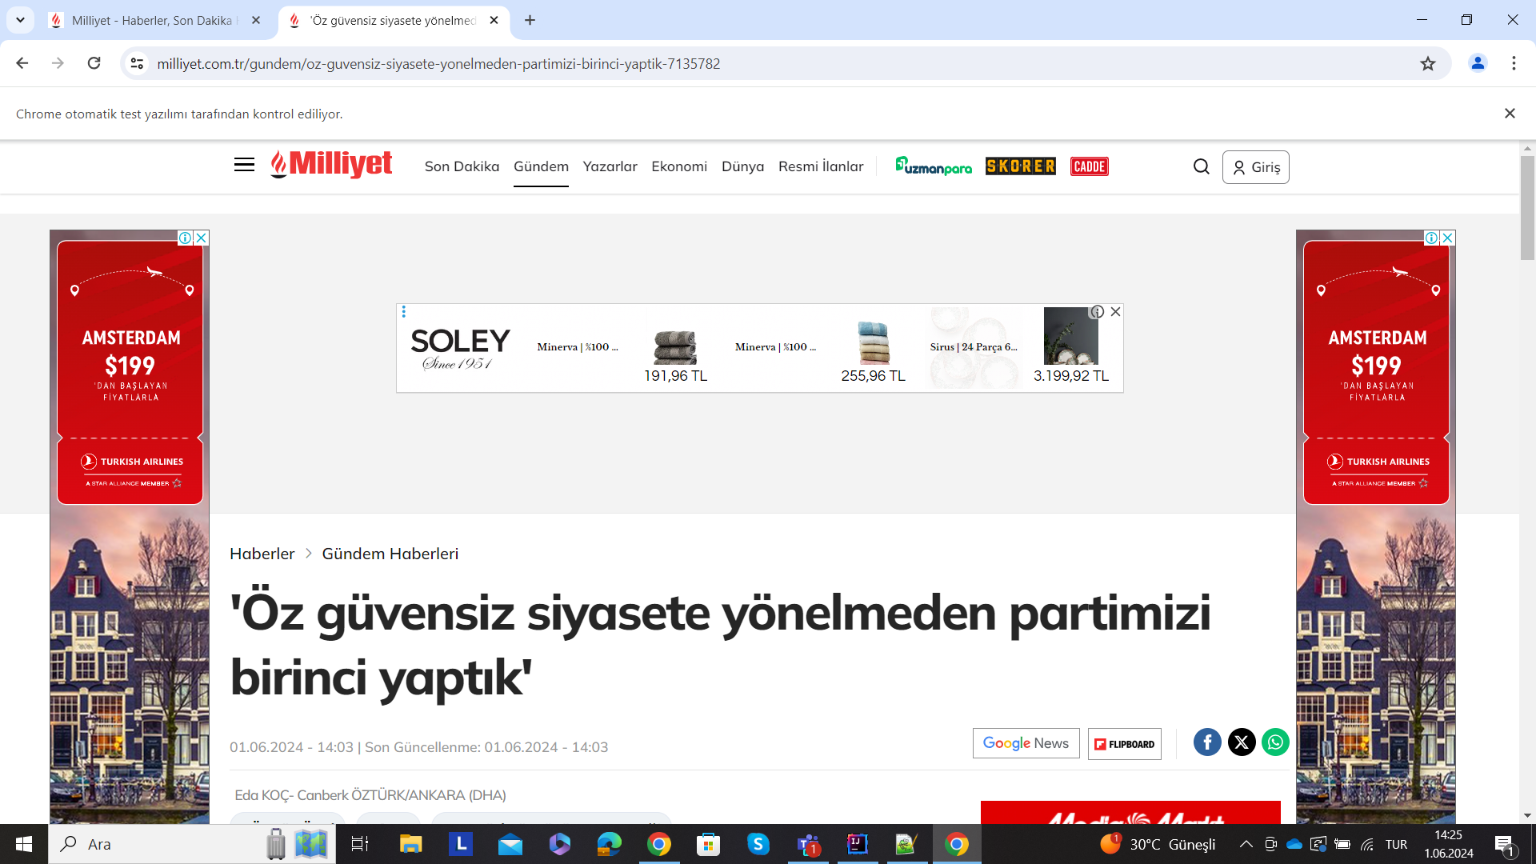 Milliyet - Haberler, Son Dakika
'Öz güvensiz siyasete yönelmed
milliyet.com.tr/gundem/oz-guvensiz-siyasete-yonelmeden-partimizi-birinci-yaptik-7135782
Chrome otomatik test yazılımı tarafından kontrol ediliyor.
Milliyet
Son Dakika Gündem Yazarlar Ekonomi Dünya Resmi İlanlar
uzmanpara SKORER CADDE
Giriş
AMSTERDAM
$199
'DAN BAŞLAYAN
FİYATLARLA
TURKISH AIRLINES
A STAR ALLIANCE MEMBER
SOLEY
Since 1951
Minerva | %100 ...
191,96 TL
Minerva | %100 ...
255,96 TL
Sirus | 24 Parça 6...
3.199,92 TL
AMSTERDAM
$199
'DAN BAŞLAYAN
FİYATLARLA
TURKISH AIRLINES
A STAR ALLIANCE MEMBER
Haberler > Gündem Haberleri
'Öz güvensiz siyasete yönelmeden partimizi
birinci yaptık'
01.06.2024 - 14:03 | Son Güncellenme: 01.06.2024 - 14:03
Google News
FLIPBOARD
Eda KOÇ- Canberk ÖZTÜRK/ANKARA (DHA)
Ara
30°C Güneşli
TUR
14:25
1.06.2024